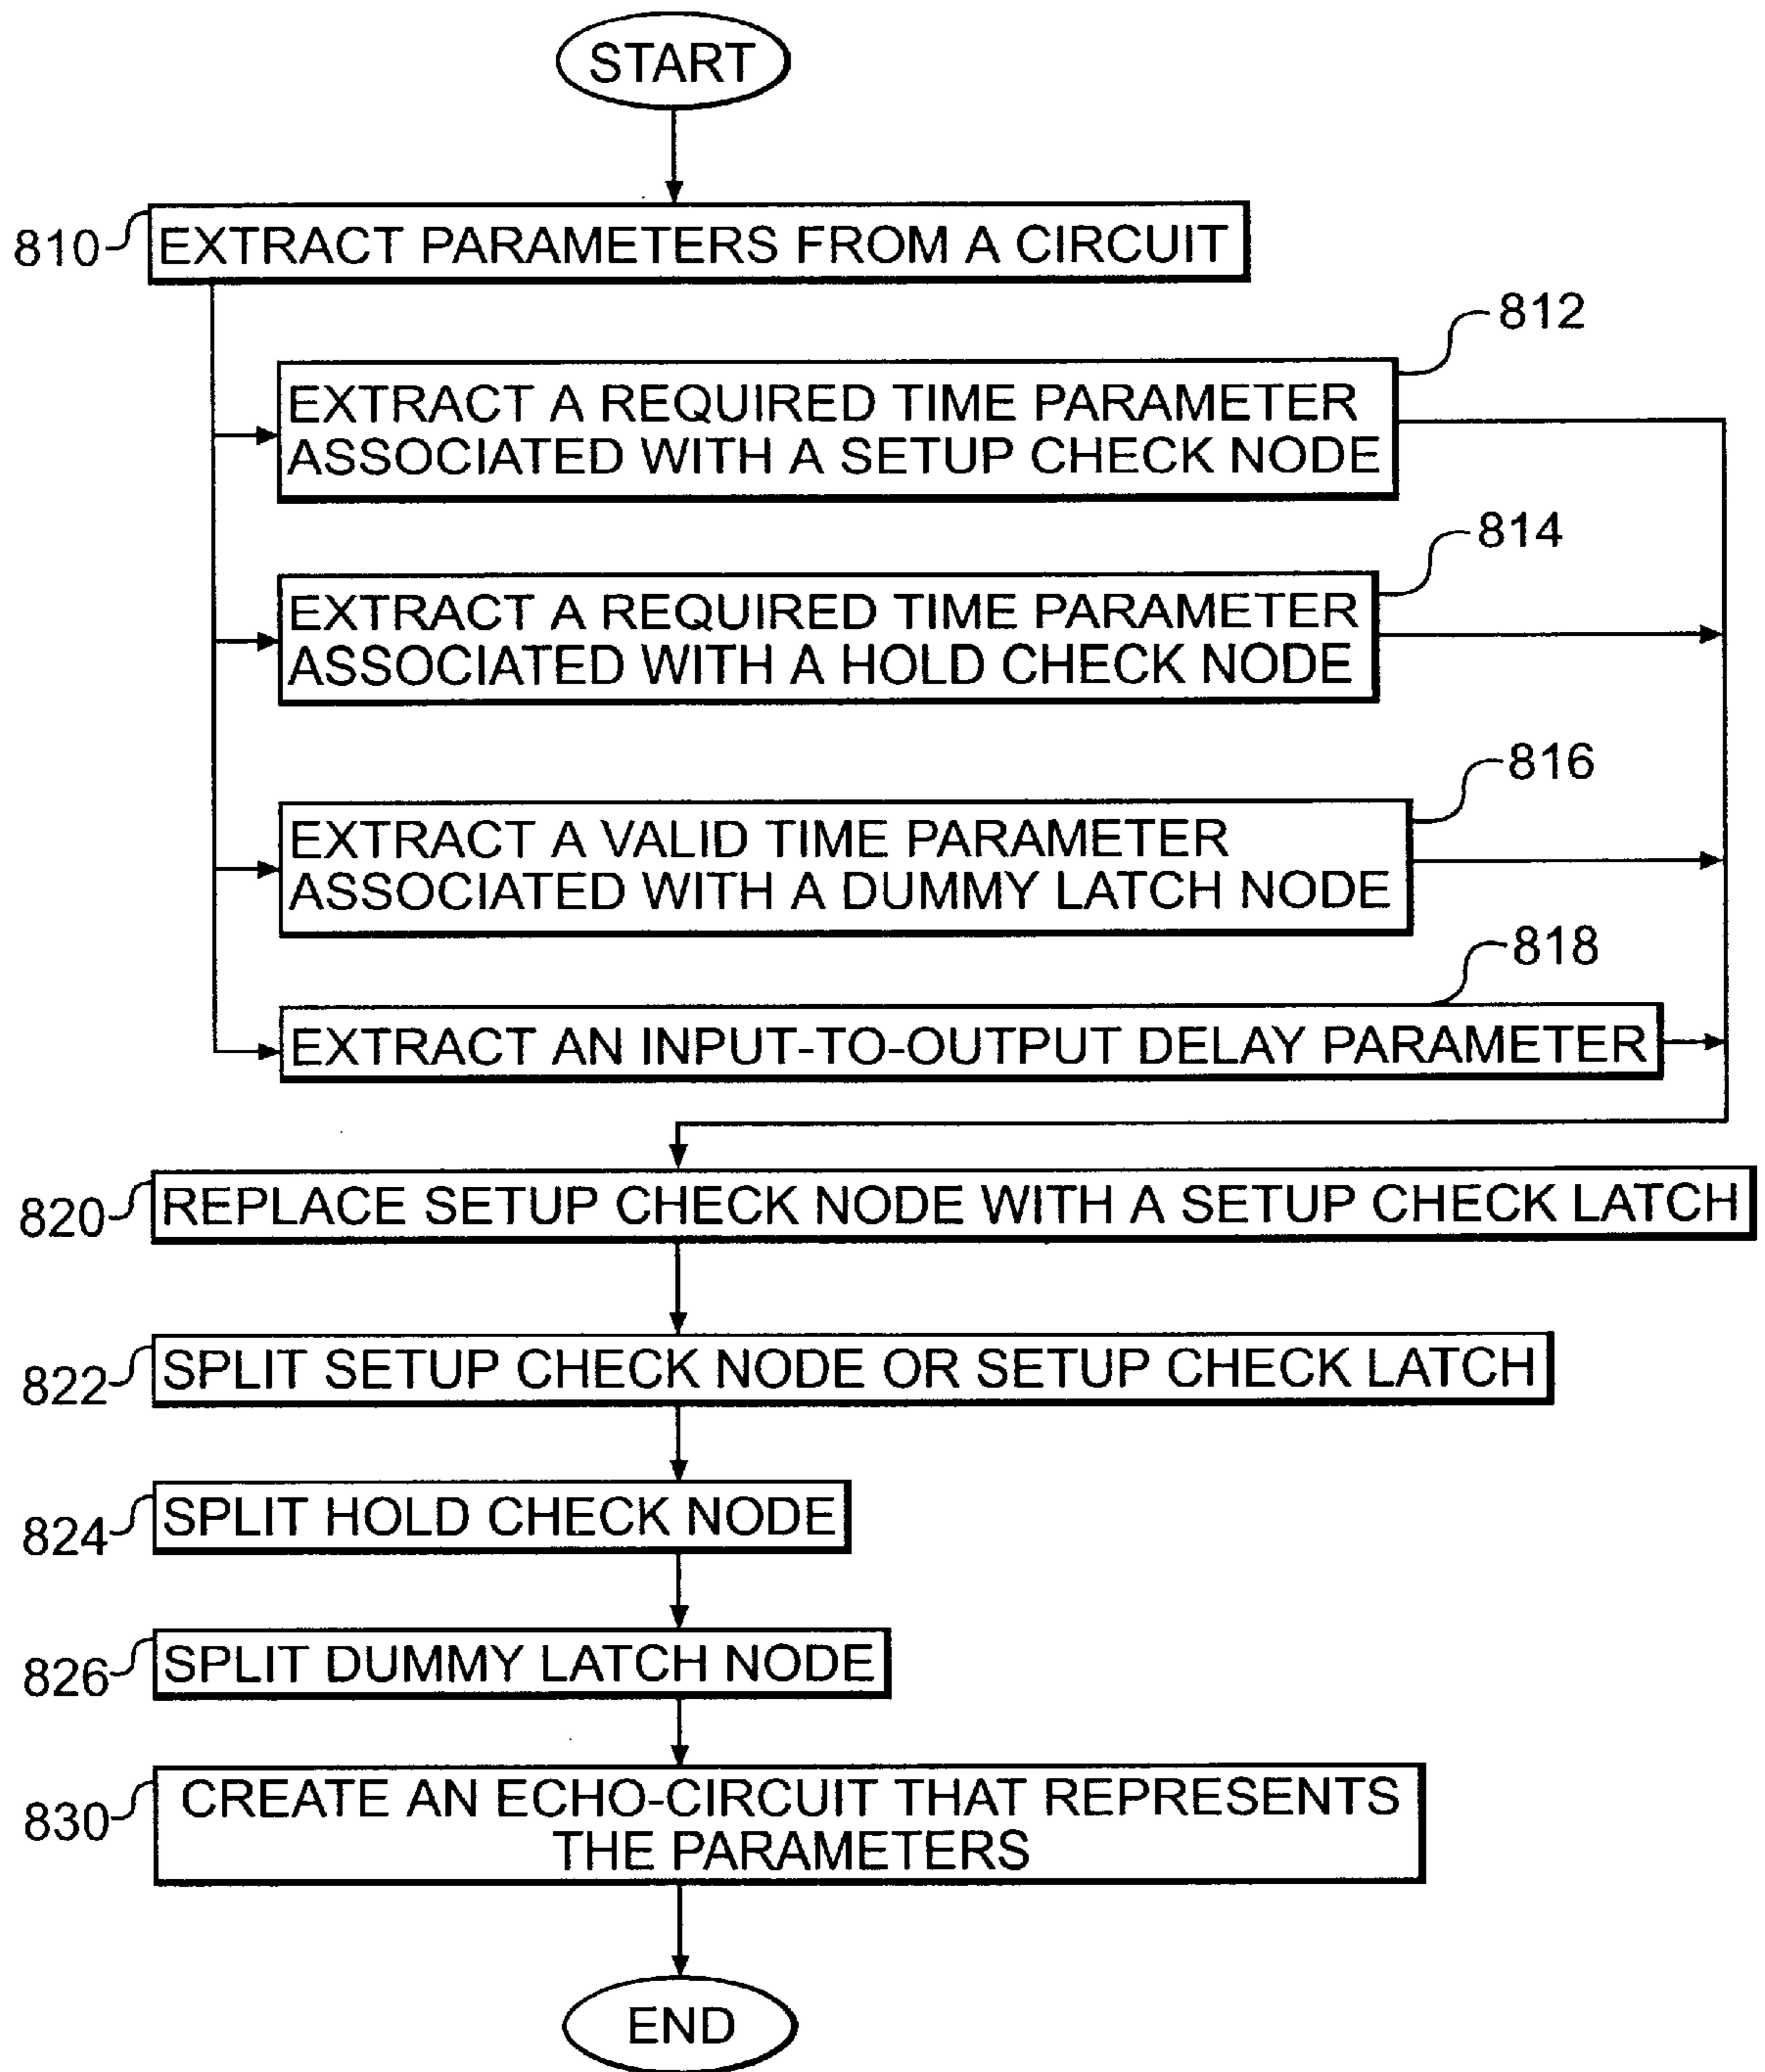 START
810
EXTRACT PARAMETERS FROM A CIRCUIT
812
EXTRACT A REQUIRED TIME PARAMETER
ASSOCIATED WITH A SETUP CHECK NODE
814
EXTRACT A REQUIRED TIME PARAMETER
ASSOCIATED WITH A HOLD CHECK NODE
816
EXTRACT A VALID TIME PARAMETER
ASSOCIATED WITH A DUMMY LATCH NODE
818
EXTRACT AN INPUT-TO-OUTPUT DELAY PARAMETER
820
REPLACE SETUP CHECK NODE WITH A SETUP CHECK LATCH
822
SPLIT SETUP CHECK NODE OR SETUP CHECK LATCH
824
SPLIT HOLD CHECK NODE
826
SPLIT DUMMY LATCH NODE
830
CREATE AN ECHO-CIRCUIT THAT REPRESENTS
THE PARAMETERS
END